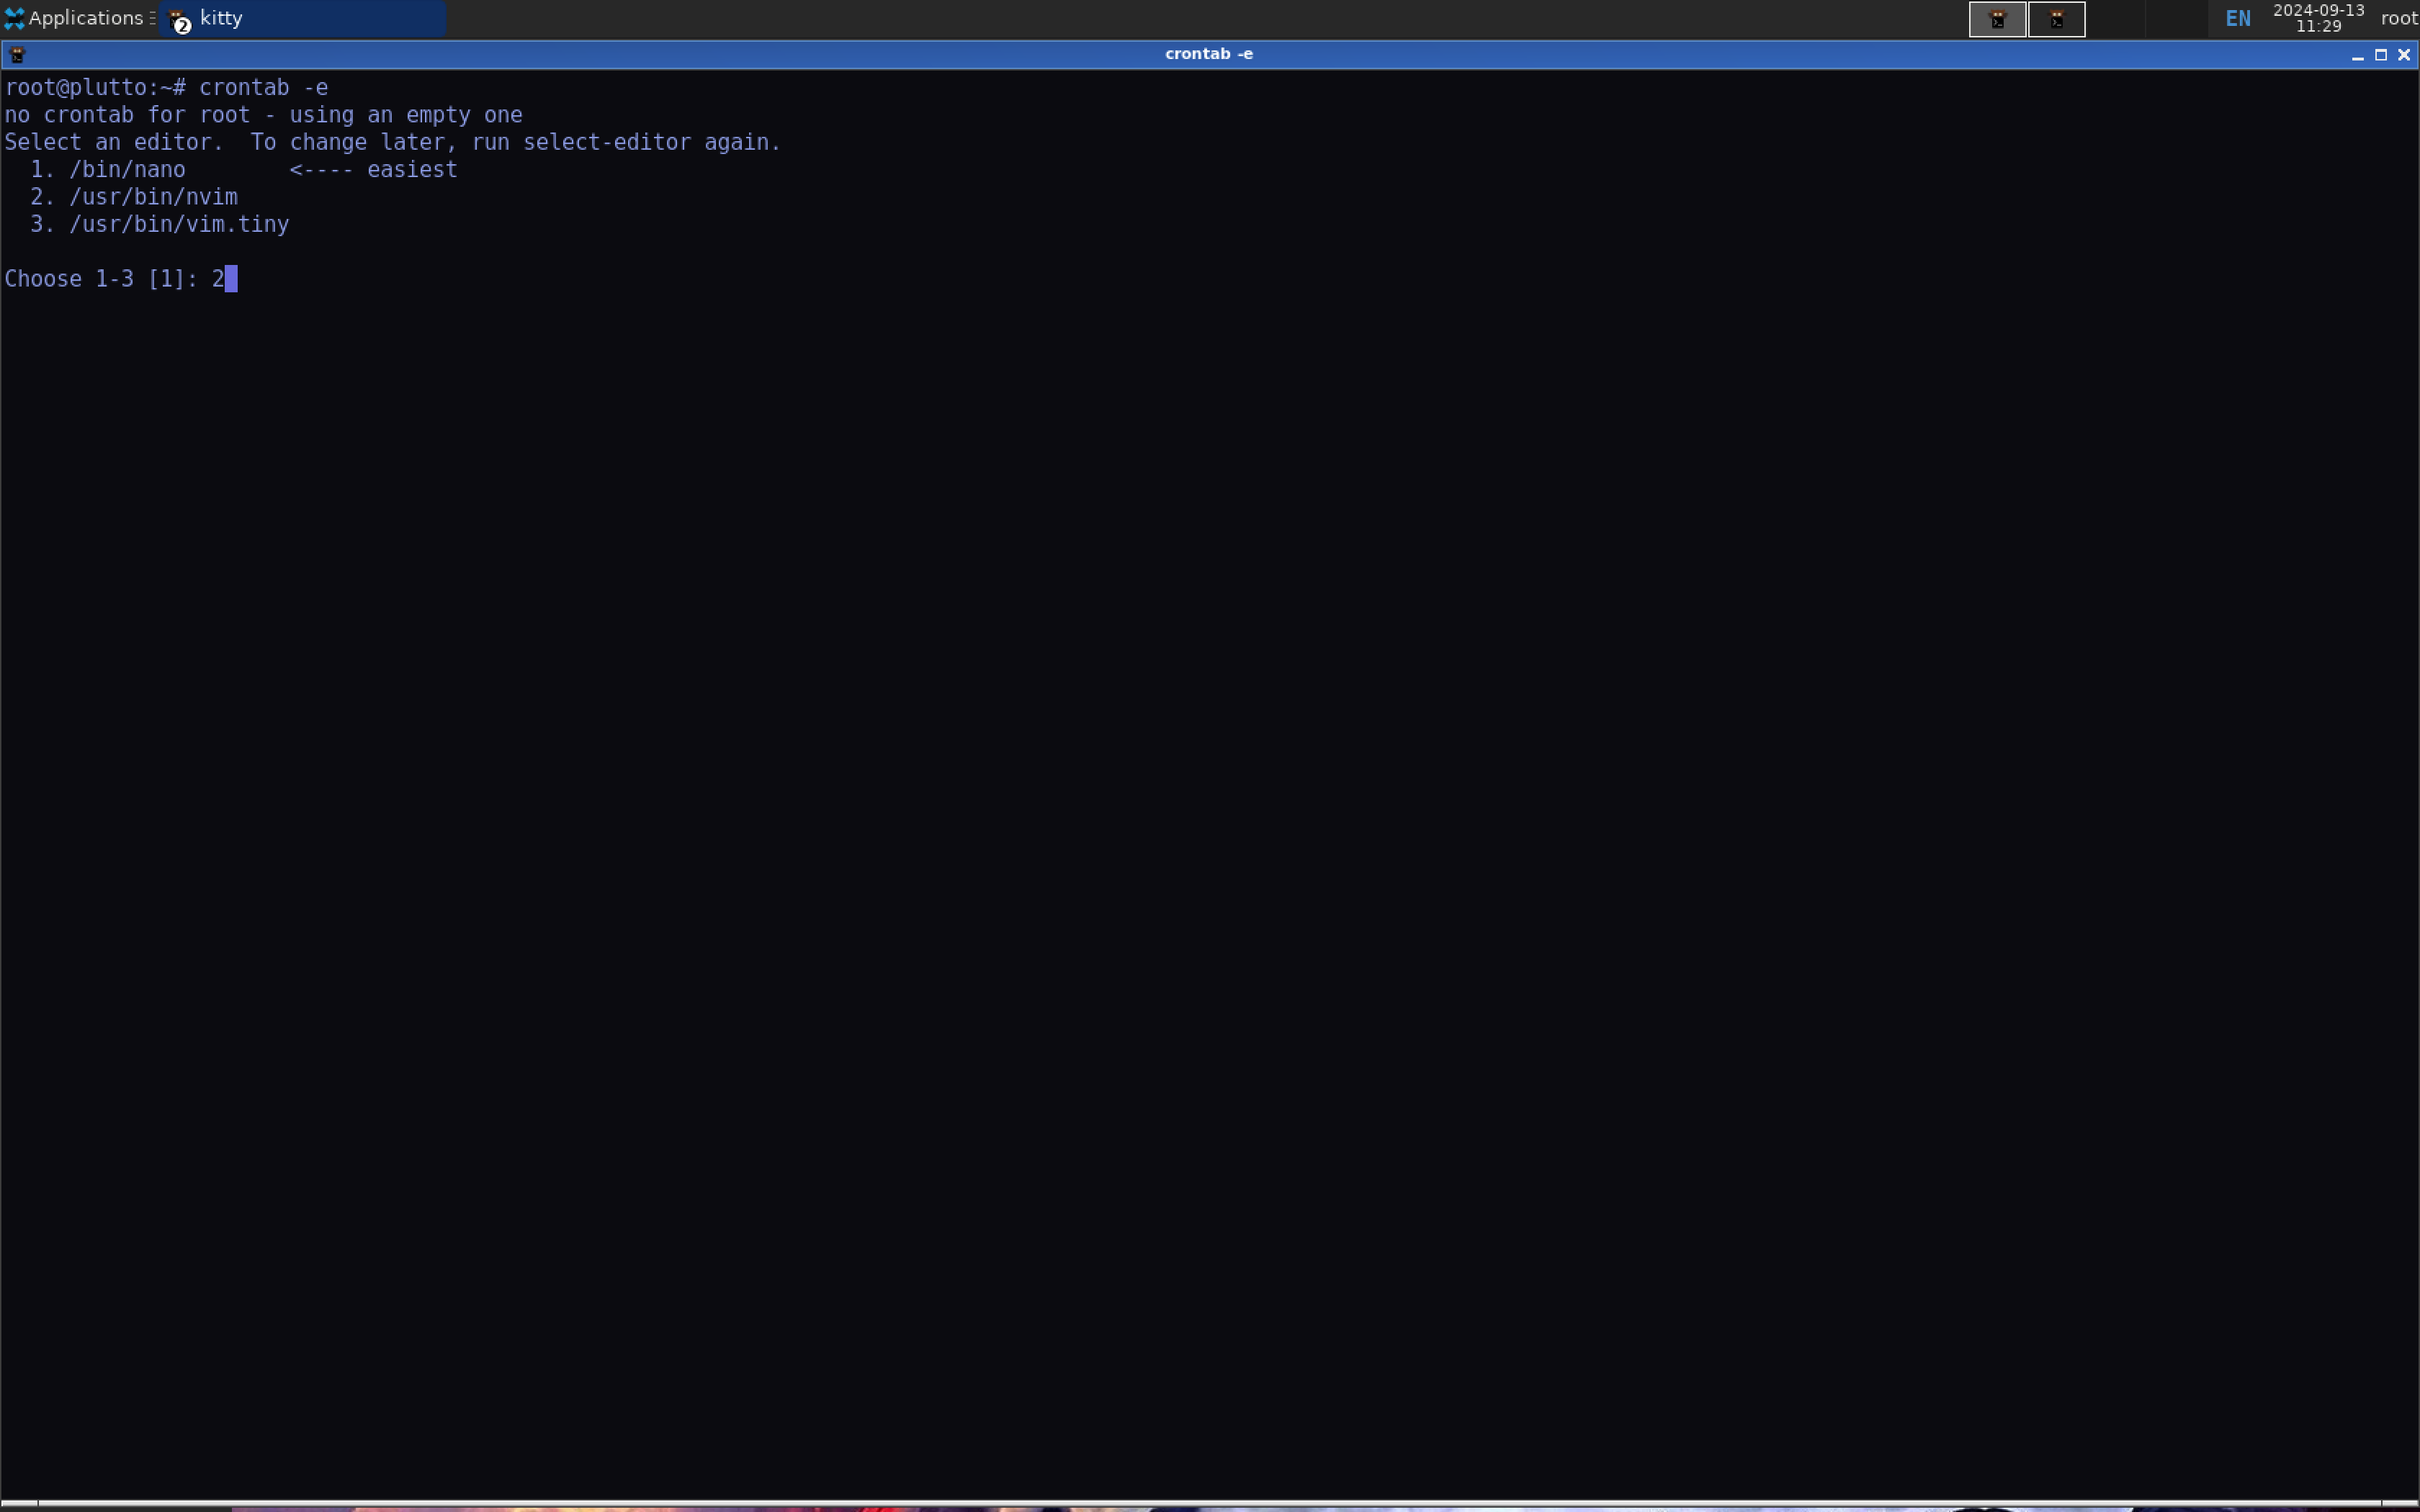 Applications
2 kitty
EN
2024-09-13
11:29
root
crontab -e
root@plutto:~# crontab -e
no crontab for root - using an empty one
Select an editor.  To change later, run select-editor again.
  1. /bin/nano        <---- easiest
  2. /usr/bin/nvim
  3. /usr/bin/vim.tiny
Choose 1-3 [1]: 2